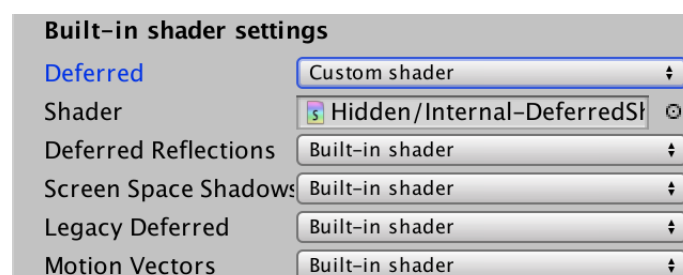 Built-in shader settings
Deferred Custom shader
Shader Hidden/Internal-DeferredSh
Deferred Reflections Built-in shader
Screen Space Shadows Built-in shader
Legacy Deferred Built-in shader
Motion Vectors Built-in shader